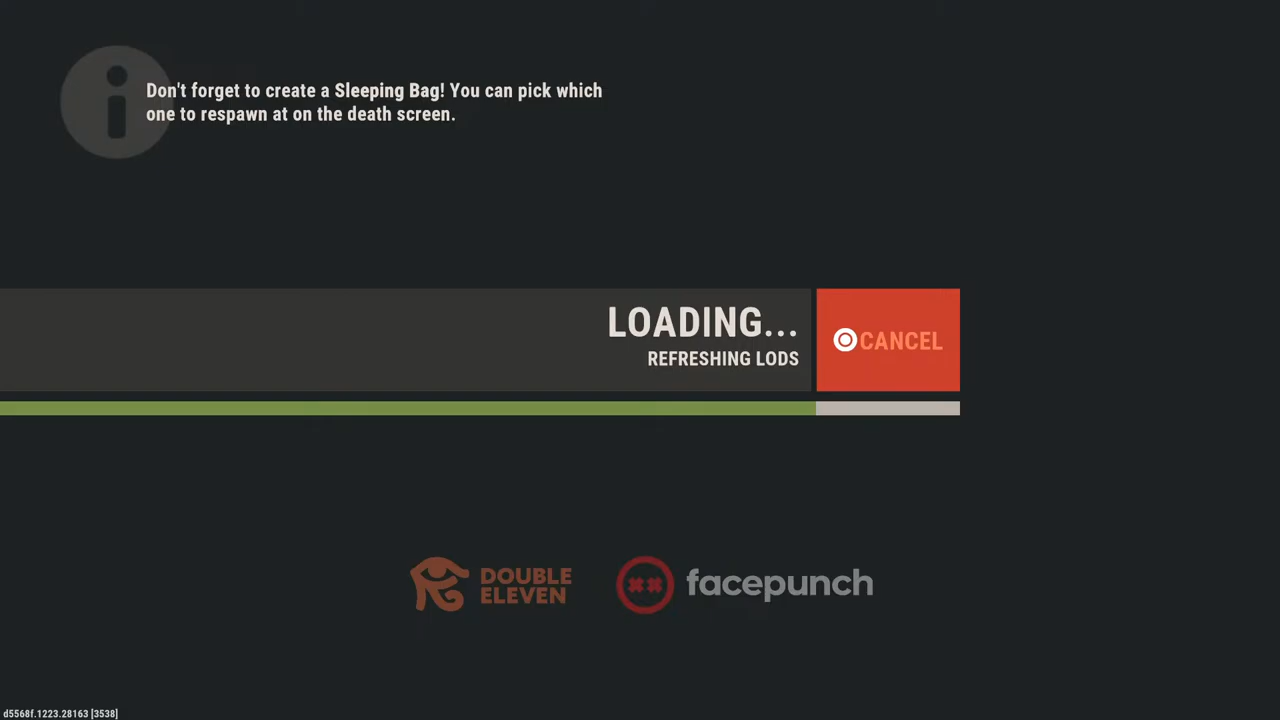 Don't forget to create a Sleeping Bag! You can pick which
one to respawn at on the death screen.
LOADING...
REFRESHING LODS
CANCEL
DOUBLE
ELEVEN
facepunch
d5568f.1223.28163 [3538]